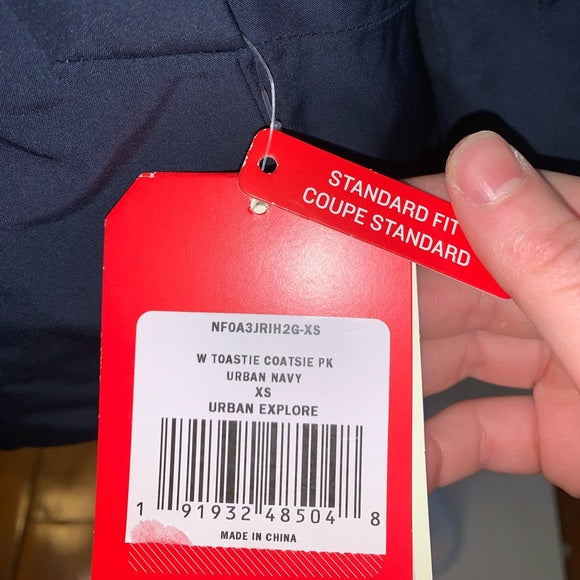 STANDARD FIT
COUPE STANDARD
NF0A3JRIH2G-XS
W TOASTIE COATSIE PK
URBAN NAVY
XS
URBAN EXPLORE
1 91932 48504 8
MADE IN CHINA